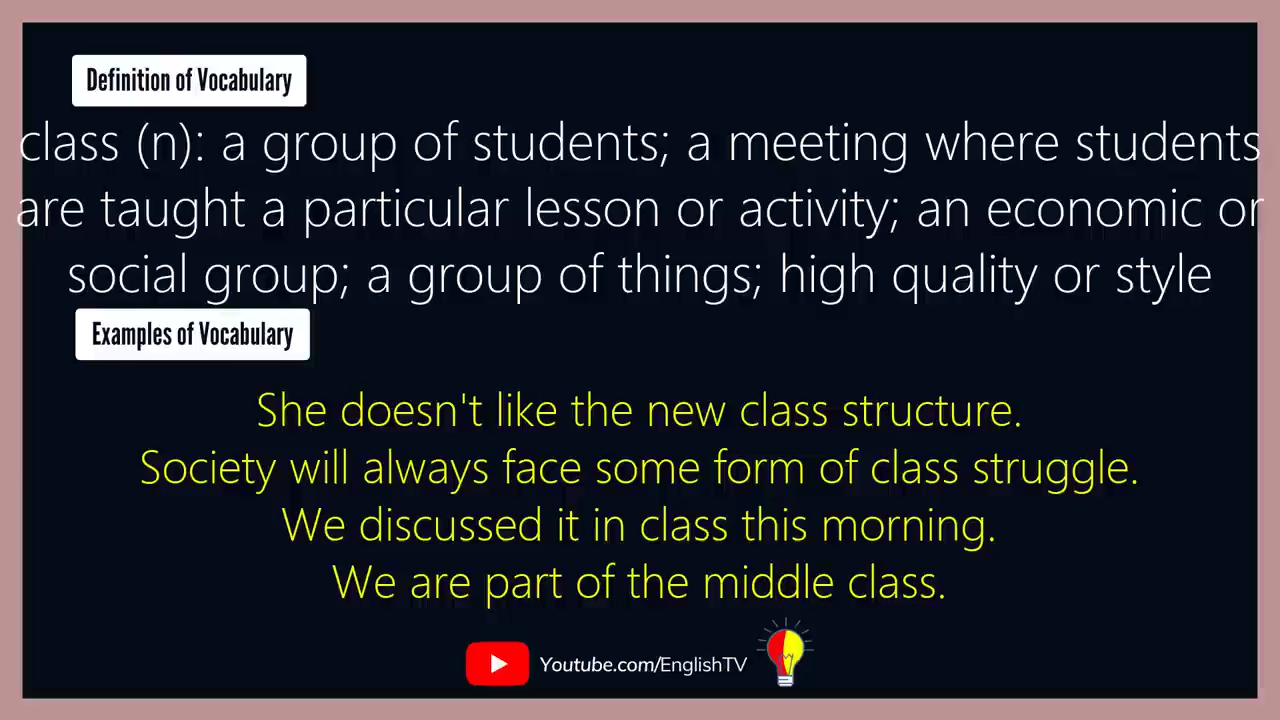 Definition of Vocabulary
class (n): a group of students; a meeting where students
are taught a particular lesson or activity; an economic or
social group; a group of things; high quality or style
Examples of Vocabulary
She doesn't like the new class structure.
Society will always face some form of class struggle.
We discussed it in class this morning.
We are part of the middle class.
Youtube.com/EnglishTV